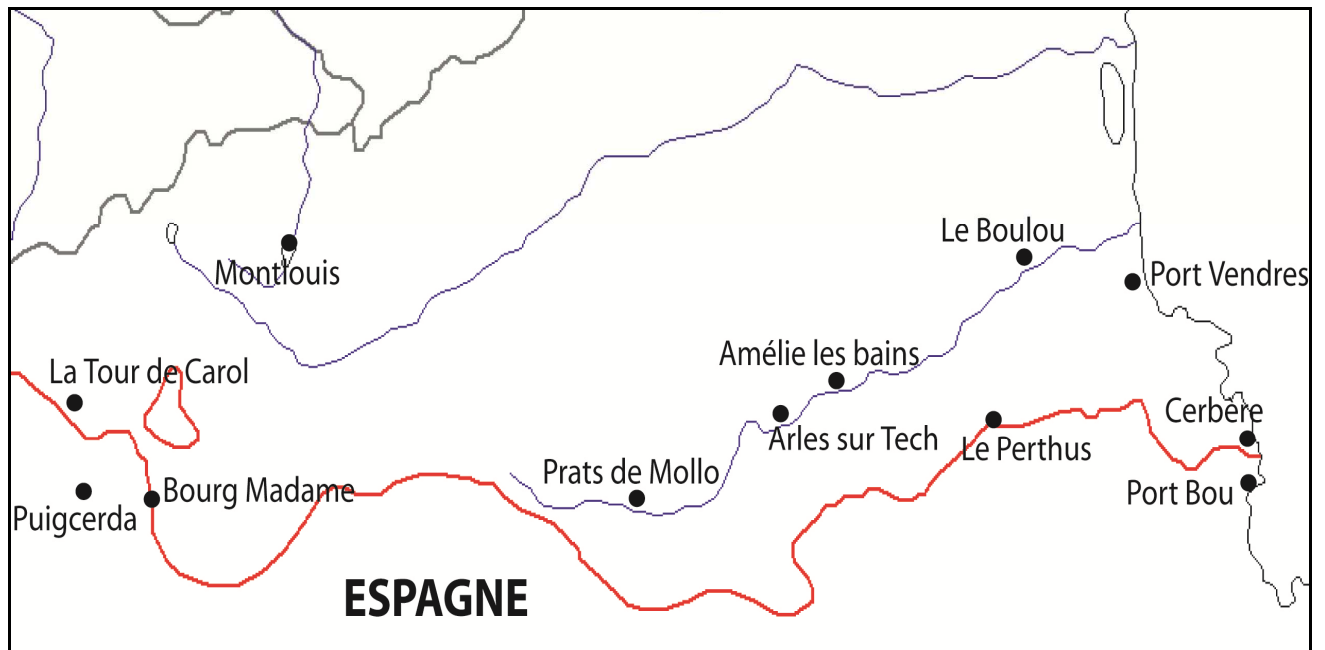 Le Boulou
Montlouis
Port Vendres
Amélie les bains
La Tour de Carol
Cerbère
Arles sur Tech
Le Perthus
Prats de Mollo
Bourg Madame
Port Bou
Puigcerda
ESPAGNE